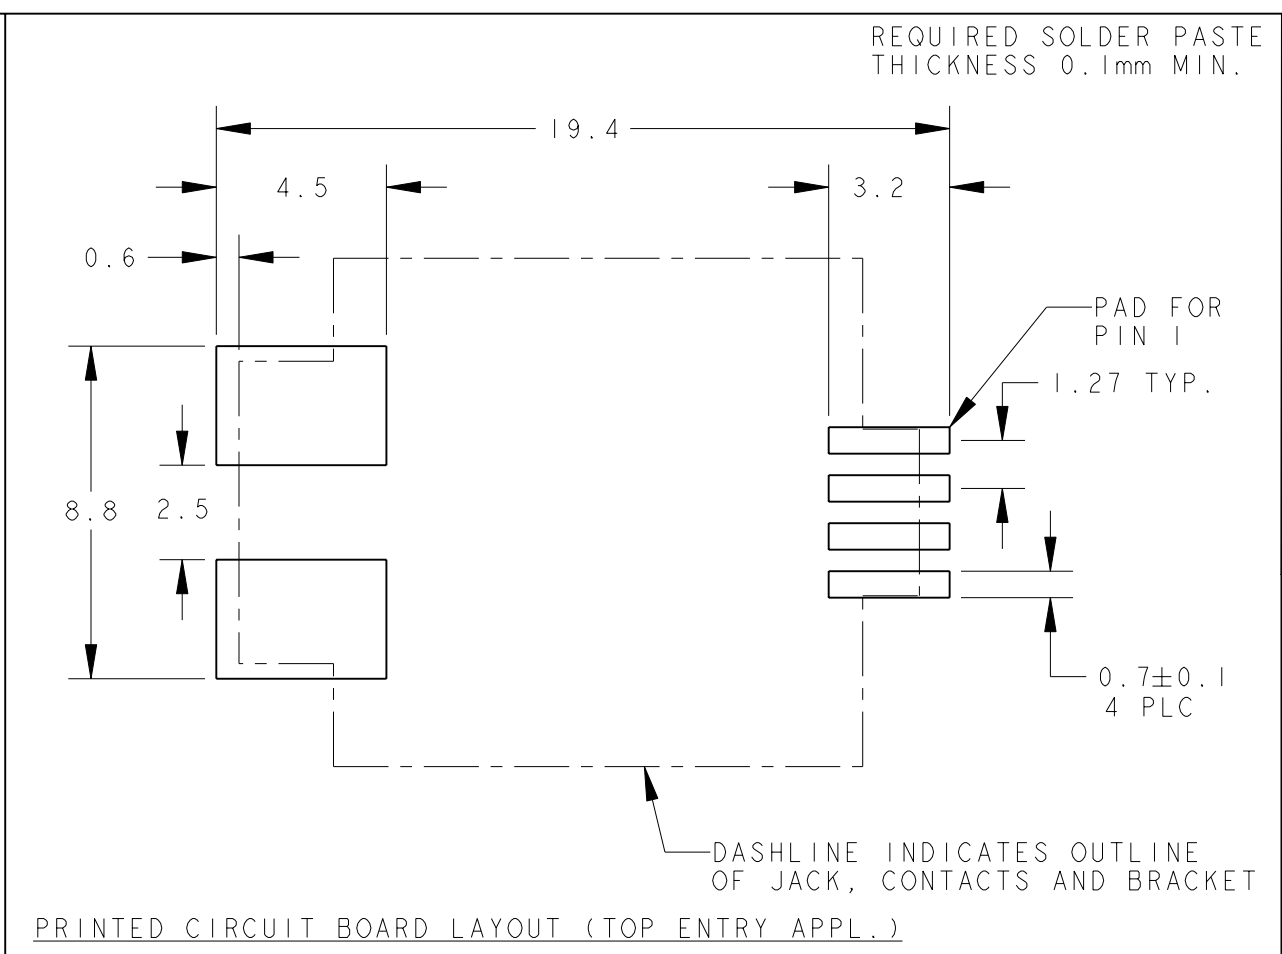 REQUIRED SOLDER PASTE
THICKNESS 0.1mm MIN.
19.4
4.5
3.2
0.6
PAD FOR
PIN 1
1.27 TYP.
8.8
2.5
0.7±0.1
4 PLC
DASHLINE INDICATES OUTLINE
OF JACK, CONTACTS AND BRACKET
PRINTED CIRCUIT BOARD LAYOUT (TOP ENTRY APPL.)